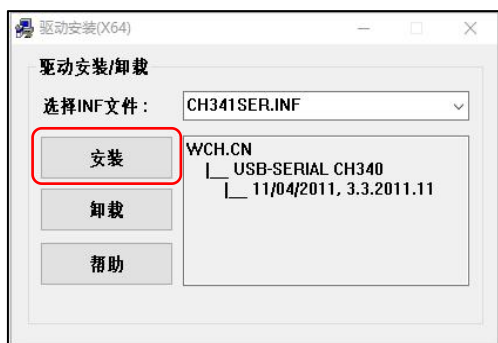 驱动安装(X64)
驱动安装/卸载
选择INF文件：
CH341SER.INF
安装
卸载
帮助
WCH.CN
|__ USB-SERIAL CH340
|__ 11/04/2011, 3.3.2011.11